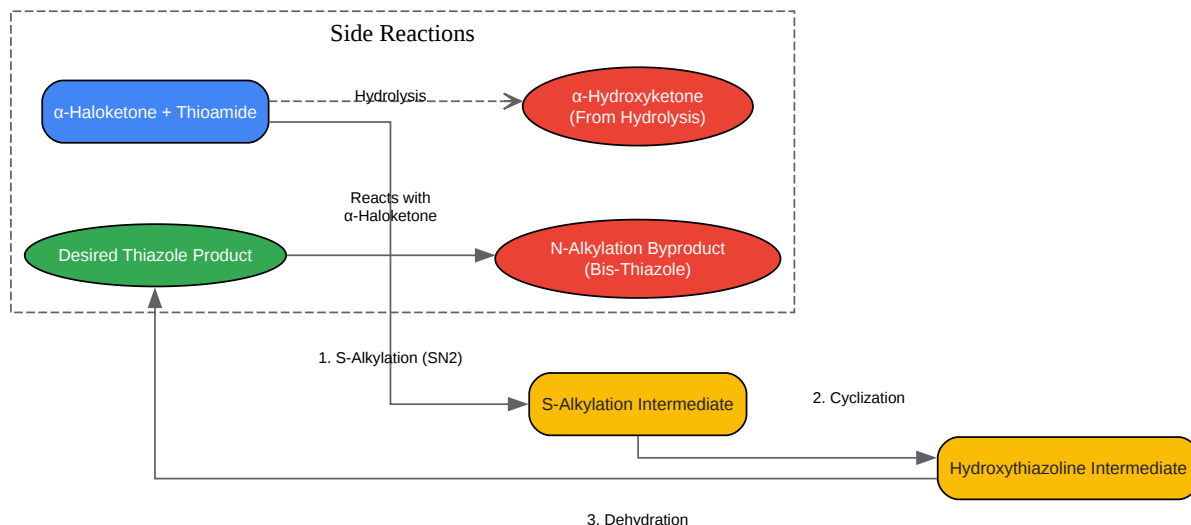 Side Reactions
α-Haloketone + Thioamide
Hydrolysis
α-Hydroxyketone
(From Hydrolysis)
Reacts with
α-Haloketone
Desired Thiazole Product
N-Alkylation Byproduct
(Bis-Thiazole)
1. S-Alkylation (SN2)
S-Alkylation Intermediate
2. Cyclization
Hydroxythiazoline Intermediate
3. Dehydration